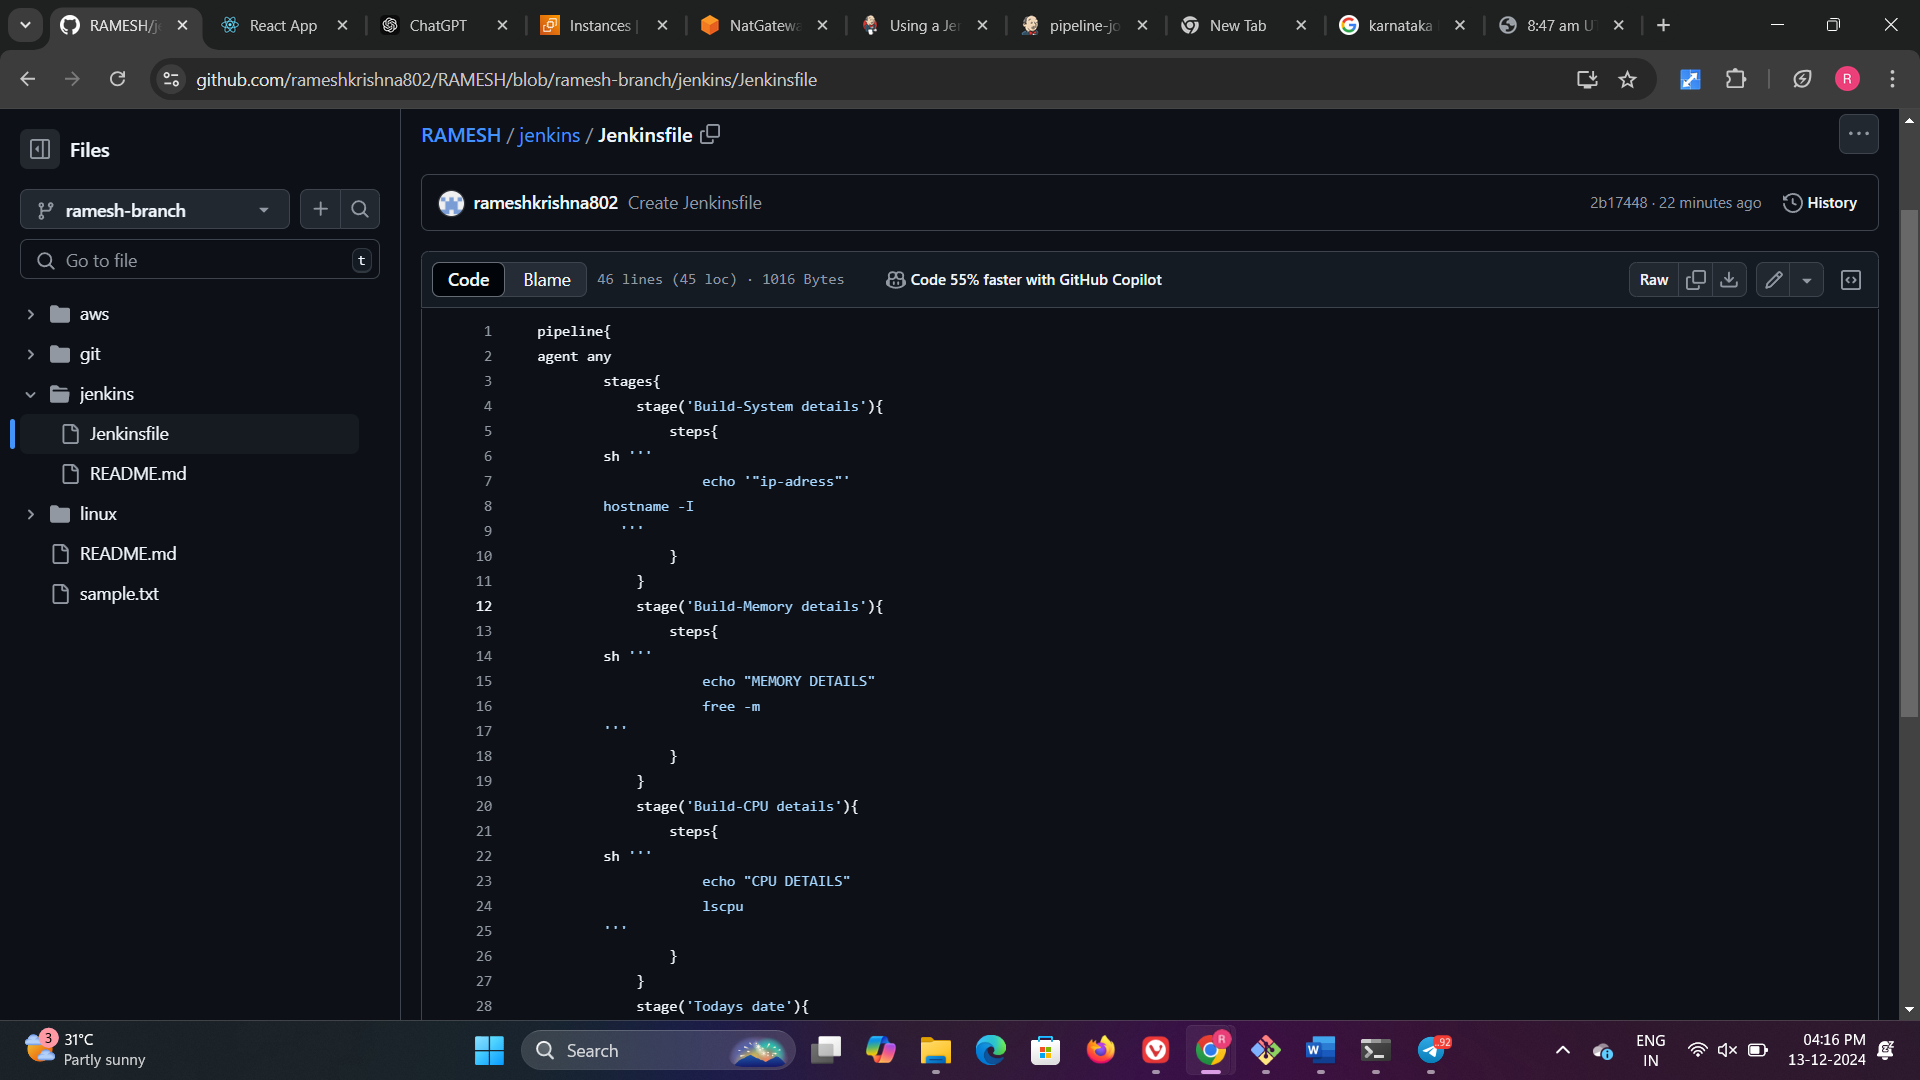 RAMESH/je
React App
ChatGPT
Instances |
NatGatewa
Using a Jen
pipeline-jo
New Tab
karnataka
8:47 am UT
github.com/rameshkrishna802/RAMESH/blob/ramesh-branch/jenkins/Jenkinsfile
R
Files
RAMESH / jenkins / Jenkinsfile
ramesh-branch
rameshkrishna802 Create Jenkinsfile
2b17448 · 22 minutes ago
History
Go to file
t
Code
Blame
46 lines (45 loc) · 1016 Bytes
Code 55% faster with GitHub Copilot
Raw
aws
git
jenkins
Jenkinsfile
README.md
linux
README.md
sample.txt
1 pipeline{
2 agent any
3 stages{
4 stage('Build-System details'){
5 steps{
6 sh '''
7 echo '"ip-adress"'
8 hostname -I
9 '''
10 }
11 }
12 stage('Build-Memory details'){
13 steps{
14 sh '''
15 echo "MEMORY DETAILS"
16 free -m
17 '''
18 }
19 }
20 stage('Build-CPU details'){
21 steps{
22 sh '''
23 echo "CPU DETAILS"
24 lscpu
25 '''
26 }
27 }
28 stage('Todays date'){
3
31°C
Partly sunny
Search
R
W
92
ENG
IN
04:16 PM
13-12-2024